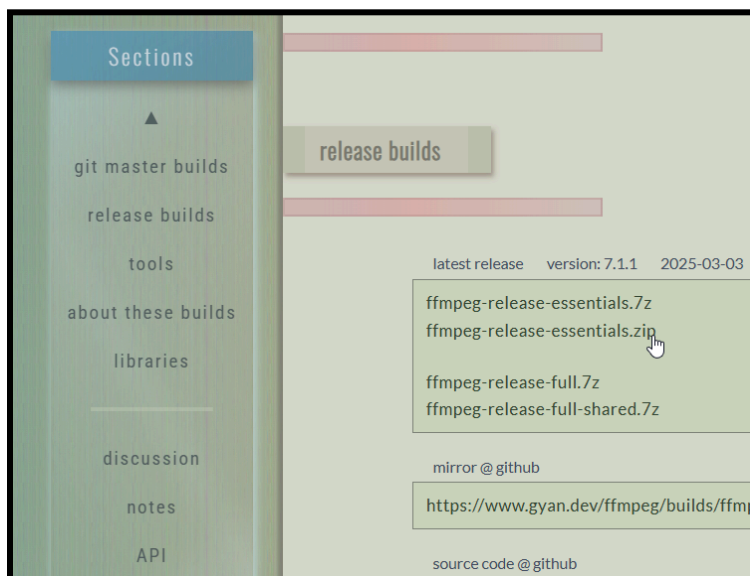 Sections
▲
git master builds
release builds
tools
about these builds
libraries
discussion
notes
API
release builds
latest release version: 7.1.1 2025-03-03
ffmpeg-release-essentials.7z
ffmpeg-release-essentials.zip
ffmpeg-release-full.7z
ffmpeg-release-full-shared.7z
mirror @ github
https://www.gyan.dev/ffmpeg/builds/ffmp
source code @ github